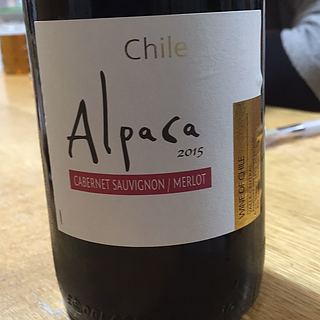 Chile
Alpaca
2015
CABERNET SAUVIGNON / MERLOT
WINE OF CHILE